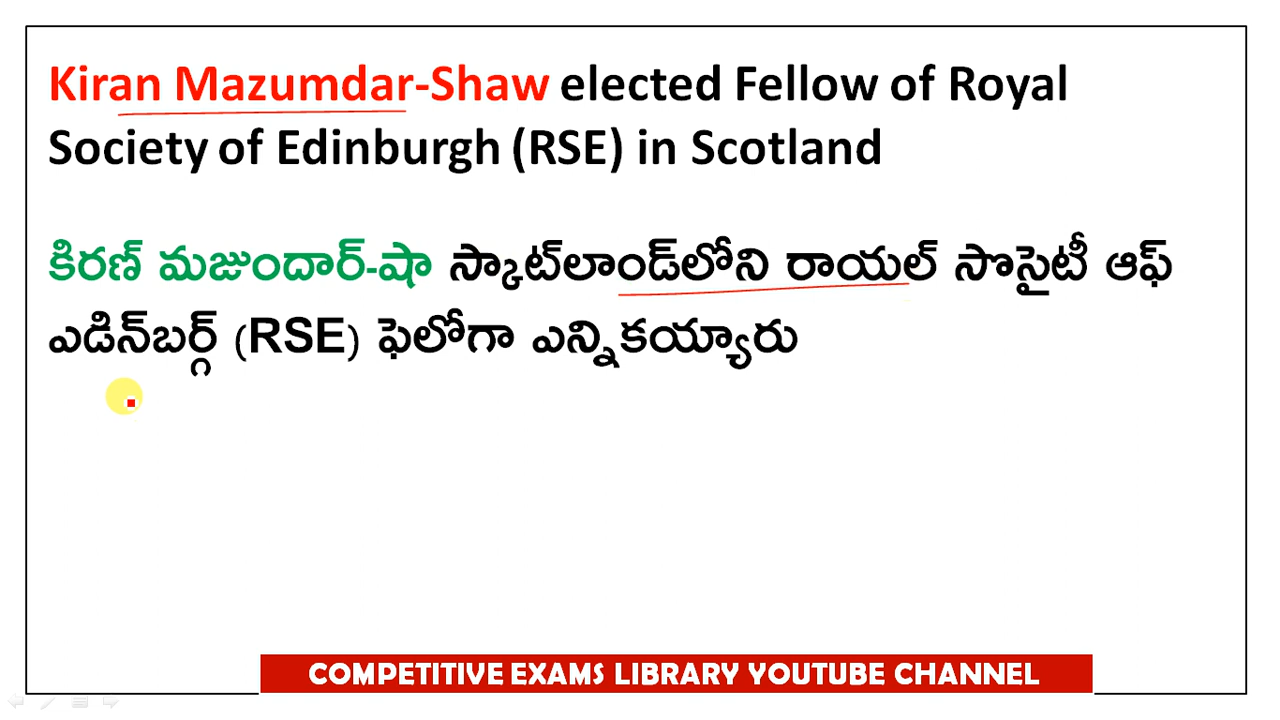 Kiran Mazumdar-Shaw elected Fellow of Royal
Society of Edinburgh (RSE) in Scotland
కిరణ్ మజుందార్-షా స్కాట్‌లాండ్‌లోని రాయల్ సొసైటీ ఆఫ్
ఎడిన్‌బర్గ్ (RSE) ఫెలోగా ఎన్నికయ్యారు
COMPETITIVE EXAMS LIBRARY YOUTUBE CHANNEL